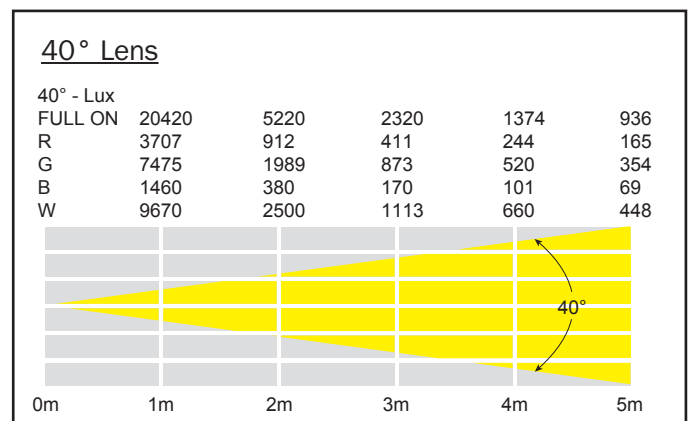 40° Lens
40° - Lux
FULL ON 20420 5220 2320 1374 936
R 3707 912 411 244 165
G 7475 1989 873 520 354
B 1460 380 170 101 69
W 9670 2500 1113 660 448
40°
0m 1m 2m 3m 4m 5m